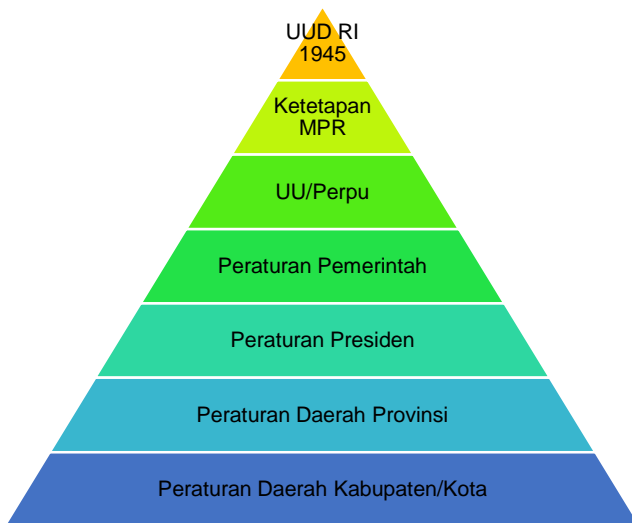 UUD RI
1945
Ketetapan
MPR
UU/Perpu
Peraturan Pemerintah
Peraturan Presiden
Peraturan Daerah Provinsi
Peraturan Daerah Kabupaten/Kota